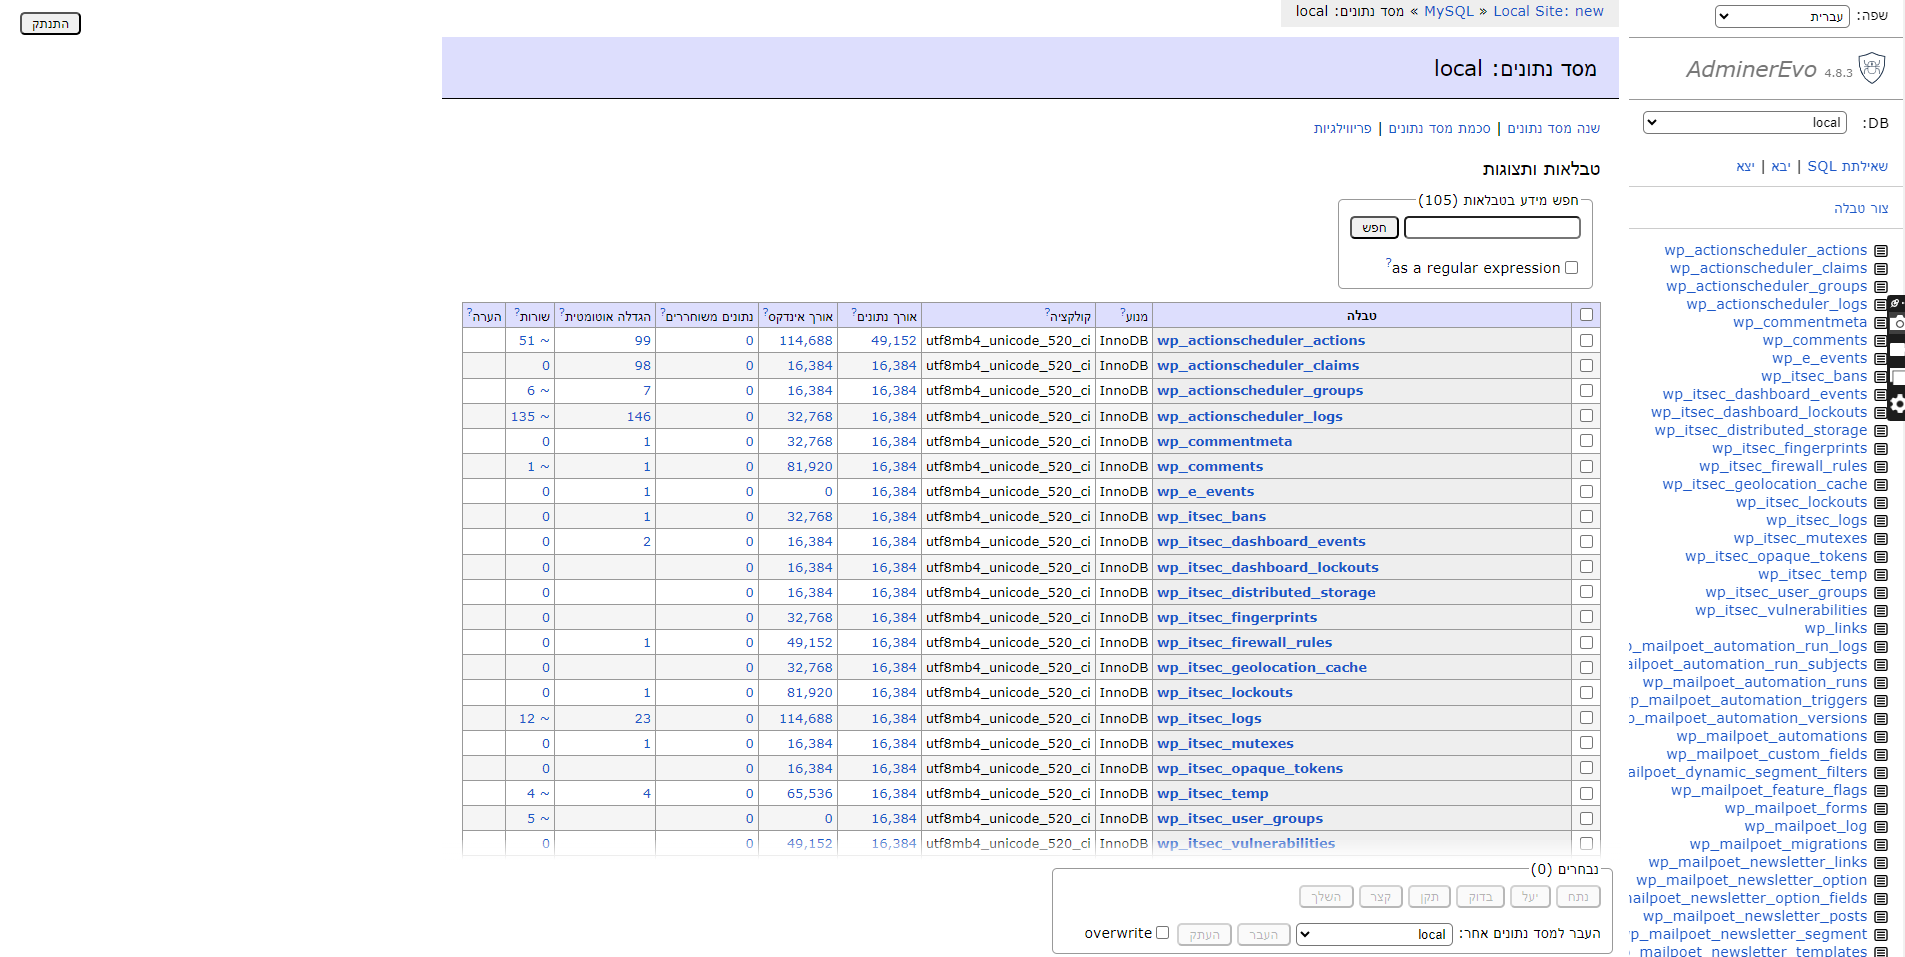 שפה: עברית
AdminerEvo 4.8.3
DB: local
שאילתת SQL | יבא | יצא
צור טבלה
wp_actionscheduler_actions
wp_actionscheduler_claims
wp_actionscheduler_groups
wp_actionscheduler_logs
wp_commentmeta
wp_comments
wp_e_events
wp_itsec_bans
wp_itsec_dashboard_events
wp_itsec_dashboard_lockouts
wp_itsec_distributed_storage
wp_itsec_fingerprints
wp_itsec_firewall_rules
wp_itsec_geolocation_cache
wp_itsec_lockouts
wp_itsec_logs
wp_itsec_mutexes
wp_itsec_opaque_tokens
wp_itsec_temp
wp_itsec_user_groups
wp_itsec_vulnerabilities
wp_links
p_mailpoet_automation_run_logs
ailpoet_automation_run_subjects
wp_mailpoet_automation_runs
p_mailpoet_automation_triggers
p_mailpoet_automation_versions
wp_mailpoet_automations
wp_mailpoet_custom_fields
ailpoet_dynamic_segment_filters
wp_mailpoet_feature_flags
wp_mailpoet_forms
wp_mailpoet_log
wp_mailpoet_migrations
wp_mailpoet_newsletter_links
wp_mailpoet_newsletter_option
ailpoet_newsletter_option_fields
wp_mailpoet_newsletter_posts
p_mailpoet_newsletter_segment
p_mailpoet_newsletter_templates
Local Site: new » MySQL » מסד נתונים: local
התנתק
מסד נתונים: local
שנה מסד נתונים | סכמת מסד נתונים | פריווילגיות
טבלאות ותצוגות
חפש מידע בטבלאות (105)
חפש
as a regular expression?
טבלה מנוע? קולקציה? אורך נתונים? אורך אינדקס? נתונים משוחררים? הגדלה אוטומטית? שורות? הערה?
wp_actionscheduler_actions InnoDB utf8mb4_unicode_520_ci 49,152 114,688 0 99 ~ 51
wp_actionscheduler_claims InnoDB utf8mb4_unicode_520_ci 16,384 16,384 0 98 0
wp_actionscheduler_groups InnoDB utf8mb4_unicode_520_ci 16,384 16,384 0 7 ~ 6
wp_actionscheduler_logs InnoDB utf8mb4_unicode_520_ci 16,384 32,768 0 146 ~ 135
wp_commentmeta InnoDB utf8mb4_unicode_520_ci 16,384 32,768 0 1 0
wp_comments InnoDB utf8mb4_unicode_520_ci 16,384 81,920 0 1 ~ 1
wp_e_events InnoDB utf8mb4_unicode_520_ci 16,384 0 0 1 0
wp_itsec_bans InnoDB utf8mb4_unicode_520_ci 16,384 32,768 0 1 0
wp_itsec_dashboard_events InnoDB utf8mb4_unicode_520_ci 16,384 16,384 0 2 0
wp_itsec_dashboard_lockouts InnoDB utf8mb4_unicode_520_ci 16,384 16,384 0 0
wp_itsec_distributed_storage InnoDB utf8mb4_unicode_520_ci 16,384 16,384 0 0
wp_itsec_fingerprints InnoDB utf8mb4_unicode_520_ci 16,384 32,768 0 0
wp_itsec_firewall_rules InnoDB utf8mb4_unicode_520_ci 16,384 49,152 0 1 0
wp_itsec_geolocation_cache InnoDB utf8mb4_unicode_520_ci 16,384 32,768 0 0
wp_itsec_lockouts InnoDB utf8mb4_unicode_520_ci 16,384 81,920 0 1 0
wp_itsec_logs InnoDB utf8mb4_unicode_520_ci 16,384 114,688 0 23 ~ 12
wp_itsec_mutexes InnoDB utf8mb4_unicode_520_ci 16,384 16,384 0 1 0
wp_itsec_opaque_tokens InnoDB utf8mb4_unicode_520_ci 16,384 16,384 0 0
wp_itsec_temp InnoDB utf8mb4_unicode_520_ci 16,384 65,536 0 4 ~ 4
wp_itsec_user_groups InnoDB utf8mb4_unicode_520_ci 16,384 0 0 ~ 5
wp_itsec_vulnerabilities InnoDB utf8mb4_unicode_520_ci 16,384 49,152 0 0
נבחרים (0)
נתח יעל בדוק תקן קצר השלך
העבר למסד נתונים אחר: local העבר העתק overwrite